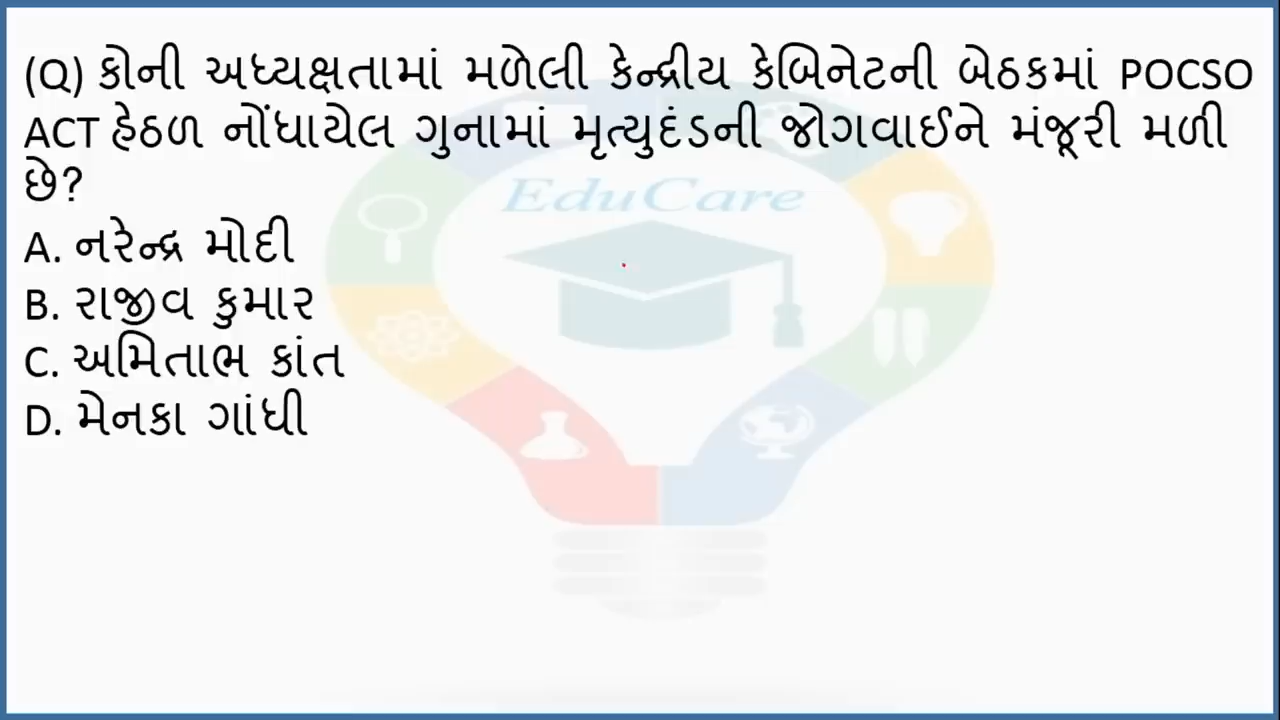 (Q) કોની અધ્યક્ષતામાં મળેલી કેન્દ્રીય કેબિનેટની બેઠકમાં POCSO
ACT હેઠળ નોંધાયેલ ગુનામાં મૃત્યુદંડની જોગવાઈને મંજૂરી મળી
છે?
EduCare
A. નરેન્દ્ર મોદી
B. રાજીવ કુમાર
C. અમિતાભ કાંત
D. મેનકા ગાંધી